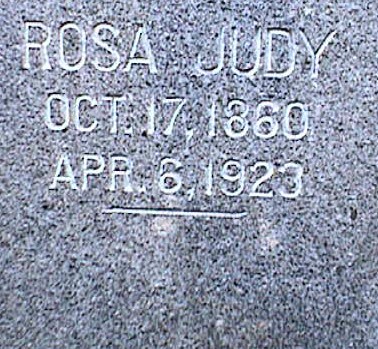 ROSA JUDY
OCT. 17, 1860
APR. 6, 1923